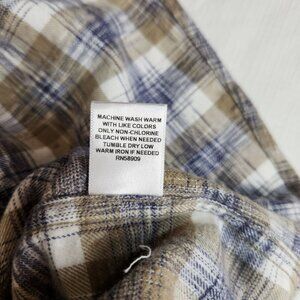 MACHINE WASH WARM
WITH LIKE COLORS
ONLY NON-CHLORINE
BLEACH WHEN NEEDED
TUMBLE DRY LOW
WARM IRON IF NEEDED
RN58909